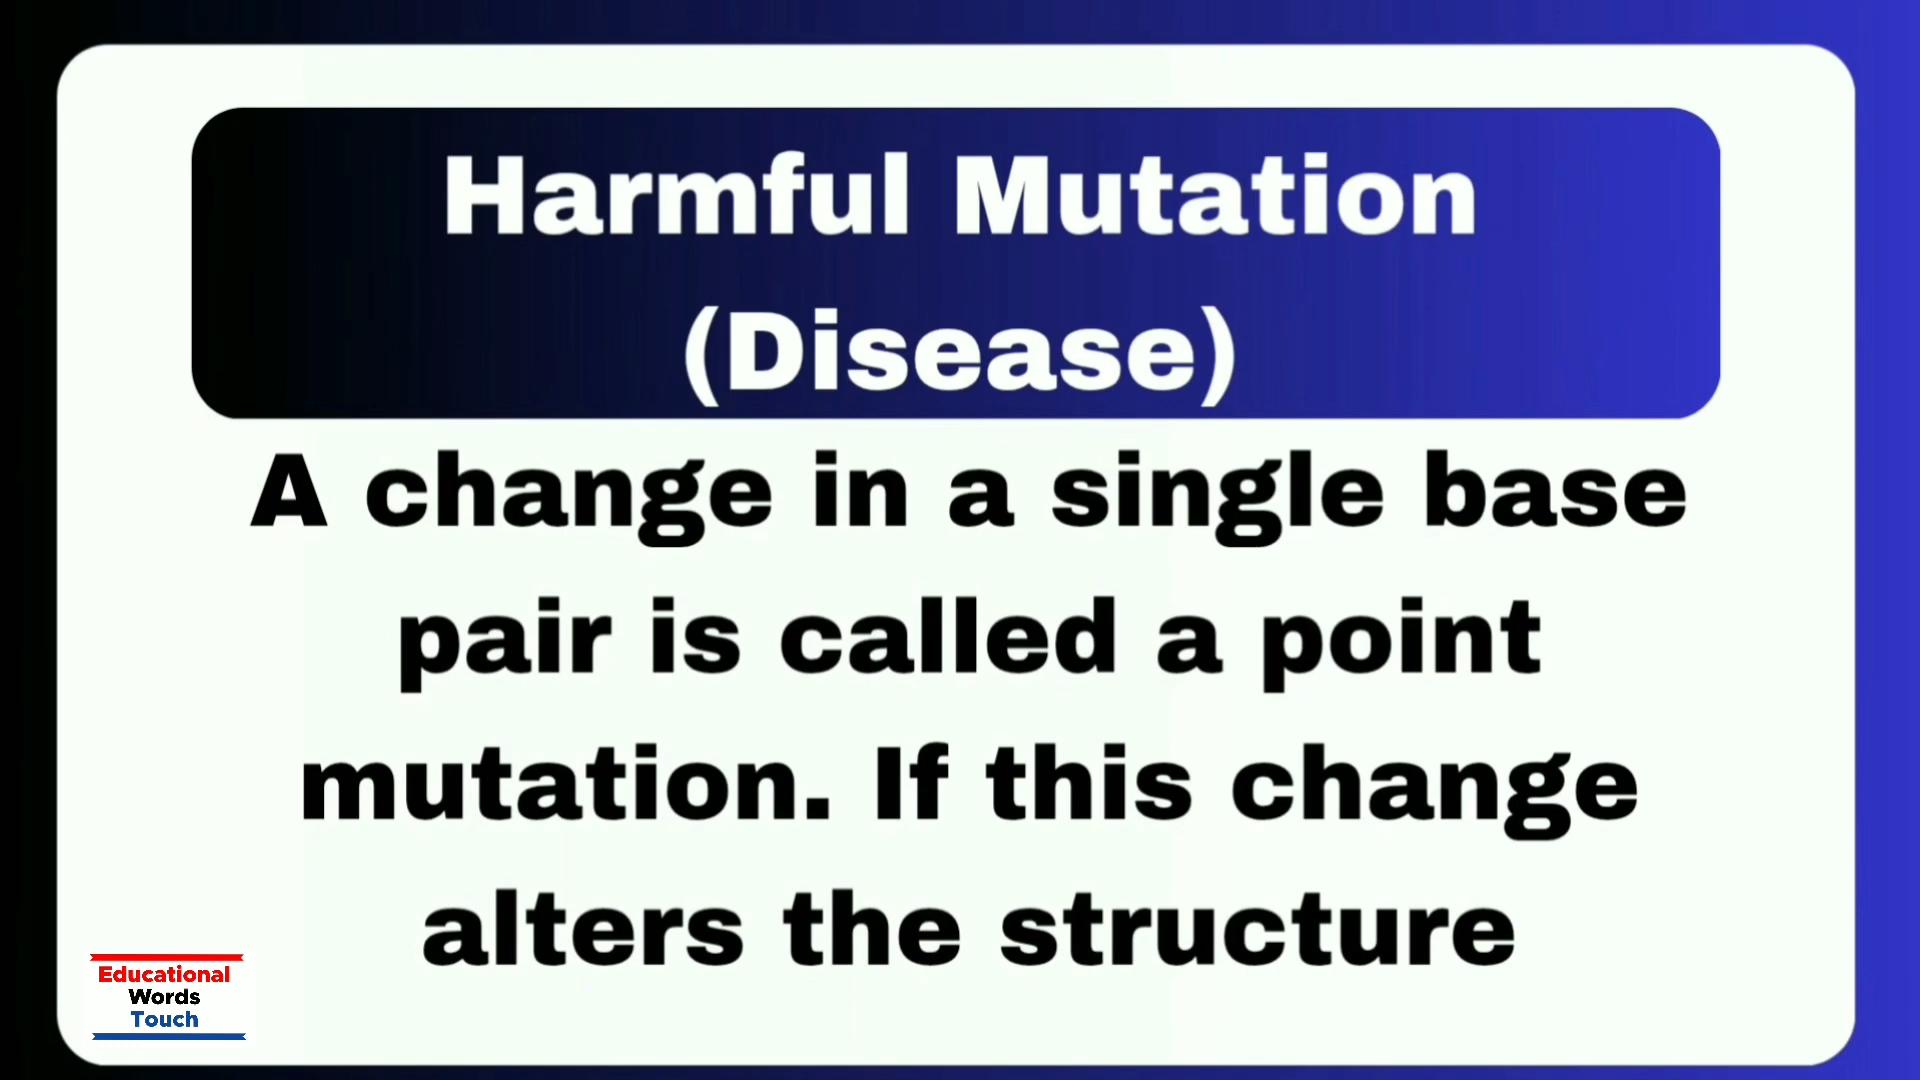 Harmful Mutation
(Disease)
A change in a single base
pair is called a point
mutation. If this change
alters the structure
Educational
Words
Touch